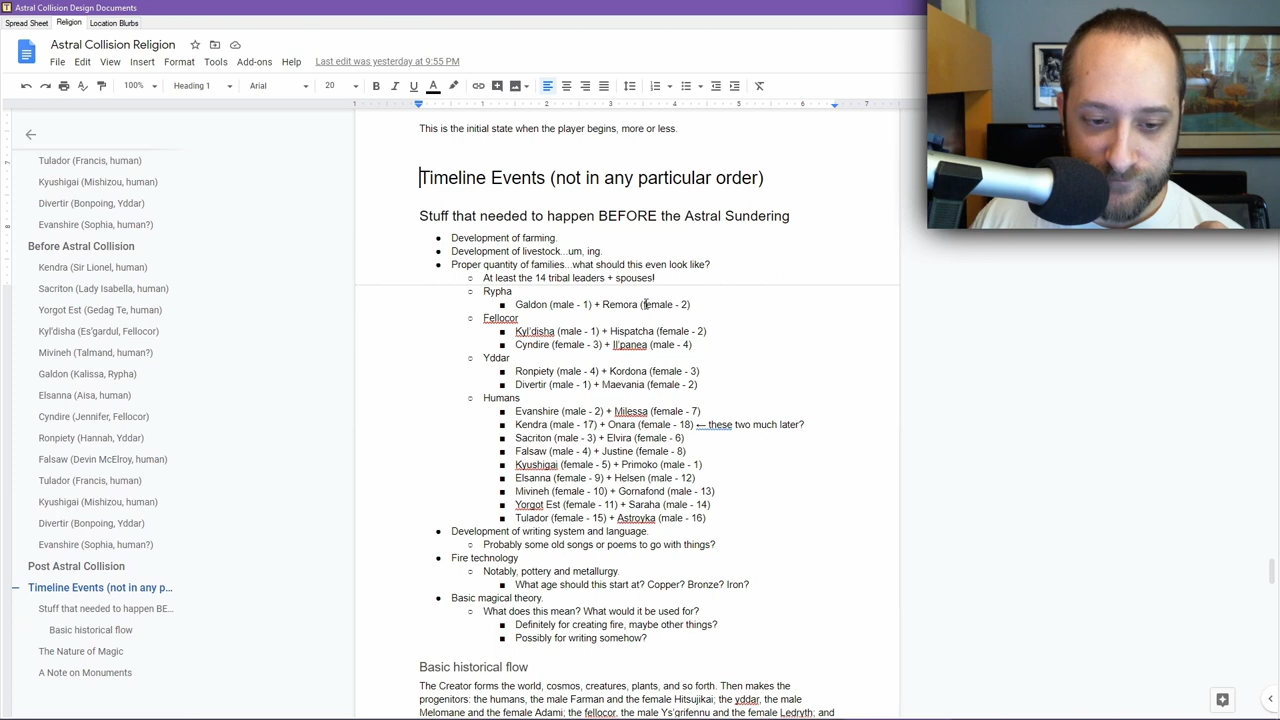 Astral Collision Design Documents
Spread Sheet Religion Location Blurbs
Astral Collision Religion
File Edit View Insert Format Tools Add-ons Help Last edit was yesterday at 9:55 PM
100% Heading 1 Arial 20
1 1 2 3 4 5 6 7
This is the initial state when the player begins, more or less.
Tulador (Francis, human)
Kyushigai (Mishizou, human)
Divertir (Bonpoing, Yddar)
Evanshire (Sophia, human?)
Before Astral Collision
Kendra (Sir Lionel, human)
Sacriton (Lady Isabella, human)
Yorgot Est (Gedag Te, human)
Kyl'disha (Es'gardul, Fellocor)
Mivineh (Talmand, human)
Galdon (Kalissa, Rypha)
Elsanna (Aisa, human)
Cyndire (Jennifer, Fellocor)
Ronpiety (Hannah, Yddar)
Falsaw (Devin McElroy, human)
Tulador (Francis, human)
Kyushigai (Mishizou, human)
Divertir (Bonpoing, Yddar)
Evanshire (Sophia, human?)
Post Astral Collision
Timeline Events (not in any p...
Stuff that needed to happen BE...
Basic historical flow
The Nature of Magic
A Note on Monuments
Timeline Events (not in any particular order)
Stuff that needed to happen BEFORE the Astral Sundering
● Development of farming.
● Development of livestock...um, ing.
● Proper quantity of families...what should this even look like?
○ At least the 14 tribal leaders + spouses!
○ Rypha
■ Galdon (male - 1) + Remora (female - 2)
○ Fellocor
■ Kyl'disha (male - 1) + Hispatcha (female - 2)
■ Cyndire (female - 3) + Il'panea (male - 4)
○ Yddar
■ Ronpiety (male - 4) + Kordona (female - 3)
■ Divertir (male - 1) + Maevania (female - 2)
○ Humans
■ Evanshire (male - 2) + Milessa (female - 7)
■ Kendra (male - 17) + Onara (female - 18) ← these two much later?
■ Sacriton (male - 3) + Elvira (female - 6)
■ Falsaw (male - 4) + Justine (female - 8)
■ Kyushigai (female - 5) + Primoko (male - 1)
■ Elsanna (female - 9) + Helsen (male - 12)
■ Mivineh (female - 10) + Gornafond (male - 13)
■ Yorgot Est (female - 11) + Saraha (male - 14)
■ Tulador (female - 15) + Astroyka (male - 16)
● Development of writing system and language.
○ Probably some old songs or poems to go with things?
● Fire technology
○ Notably, pottery and metallurgy.
■ What age should this start at? Copper? Bronze? Iron?
● Basic magical theory.
○ What does this mean? What would it be used for?
■ Definitely for creating fire, maybe other things?
■ Possibly for writing somehow?
Basic historical flow
The Creator forms the world, cosmos, creatures, plants, and so forth. Then makes the
progenitors: the humans, the male Farman and the female Hitsujikai; the yddar, the male
Melomane and the female Adami; the fellocor, the male Ys'grifennu and the female Ledryth; and